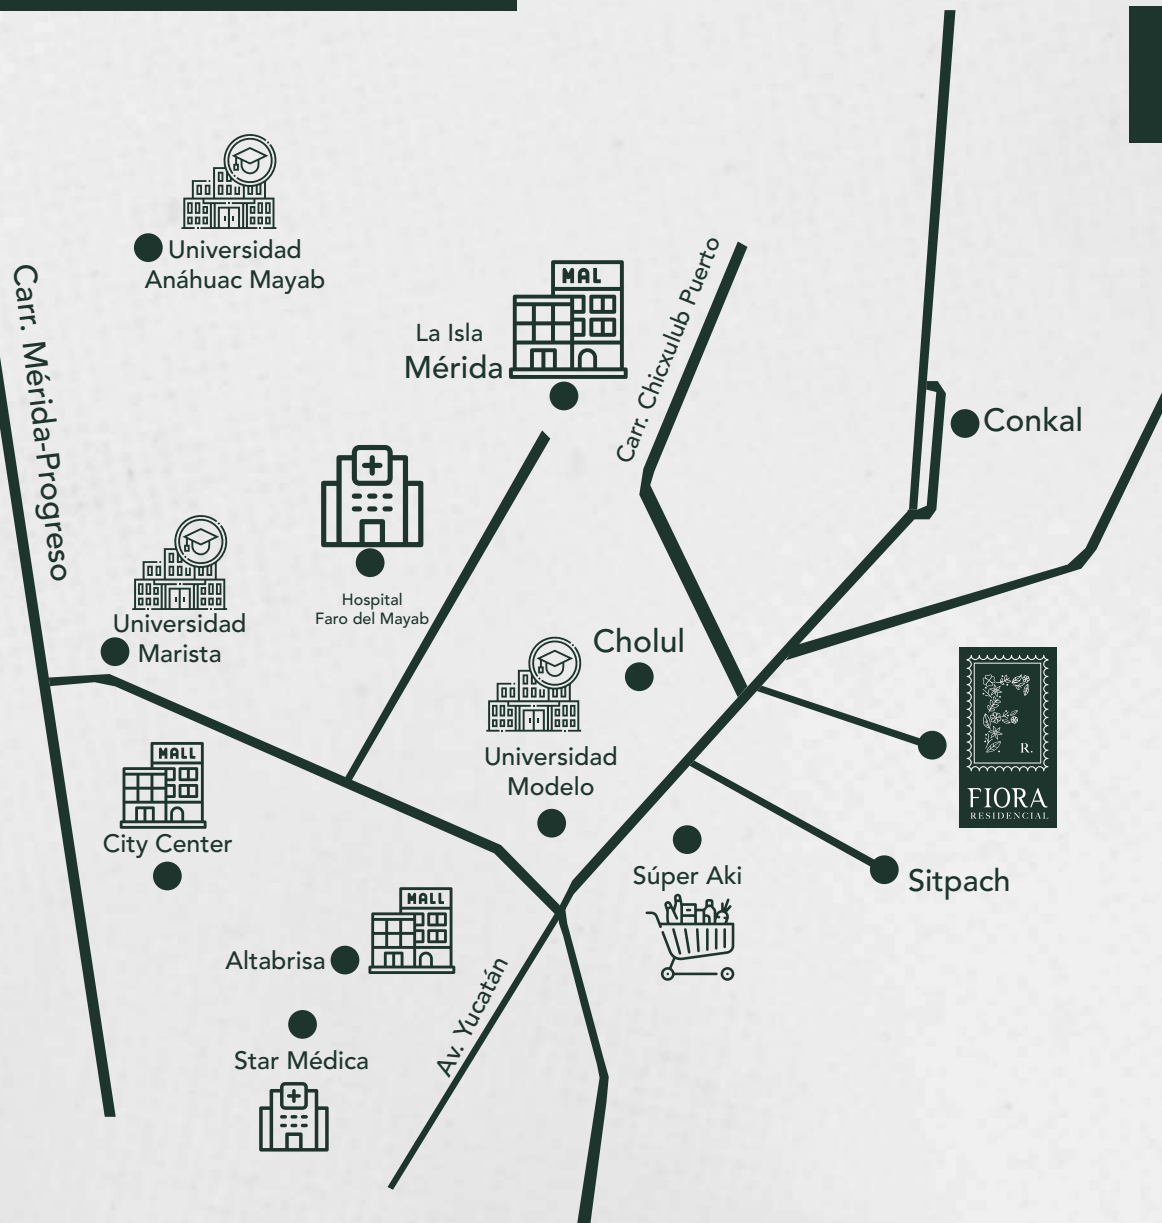 Universidad
Anáhuac Mayab
Carr. Mérida-Progreso
MAL
La Isla
Mérida
Carr. Chicxulub Puerto
Conkal
Hospital
Faro del Mayab
Universidad
Marista
Cholul
Universidad
Modelo
R.
FIORA
RESIDENCIAL
MALL
City Center
Súper Aki
Sitpach
MALL
Altabrisa
Av. Yucatán
Star Médica